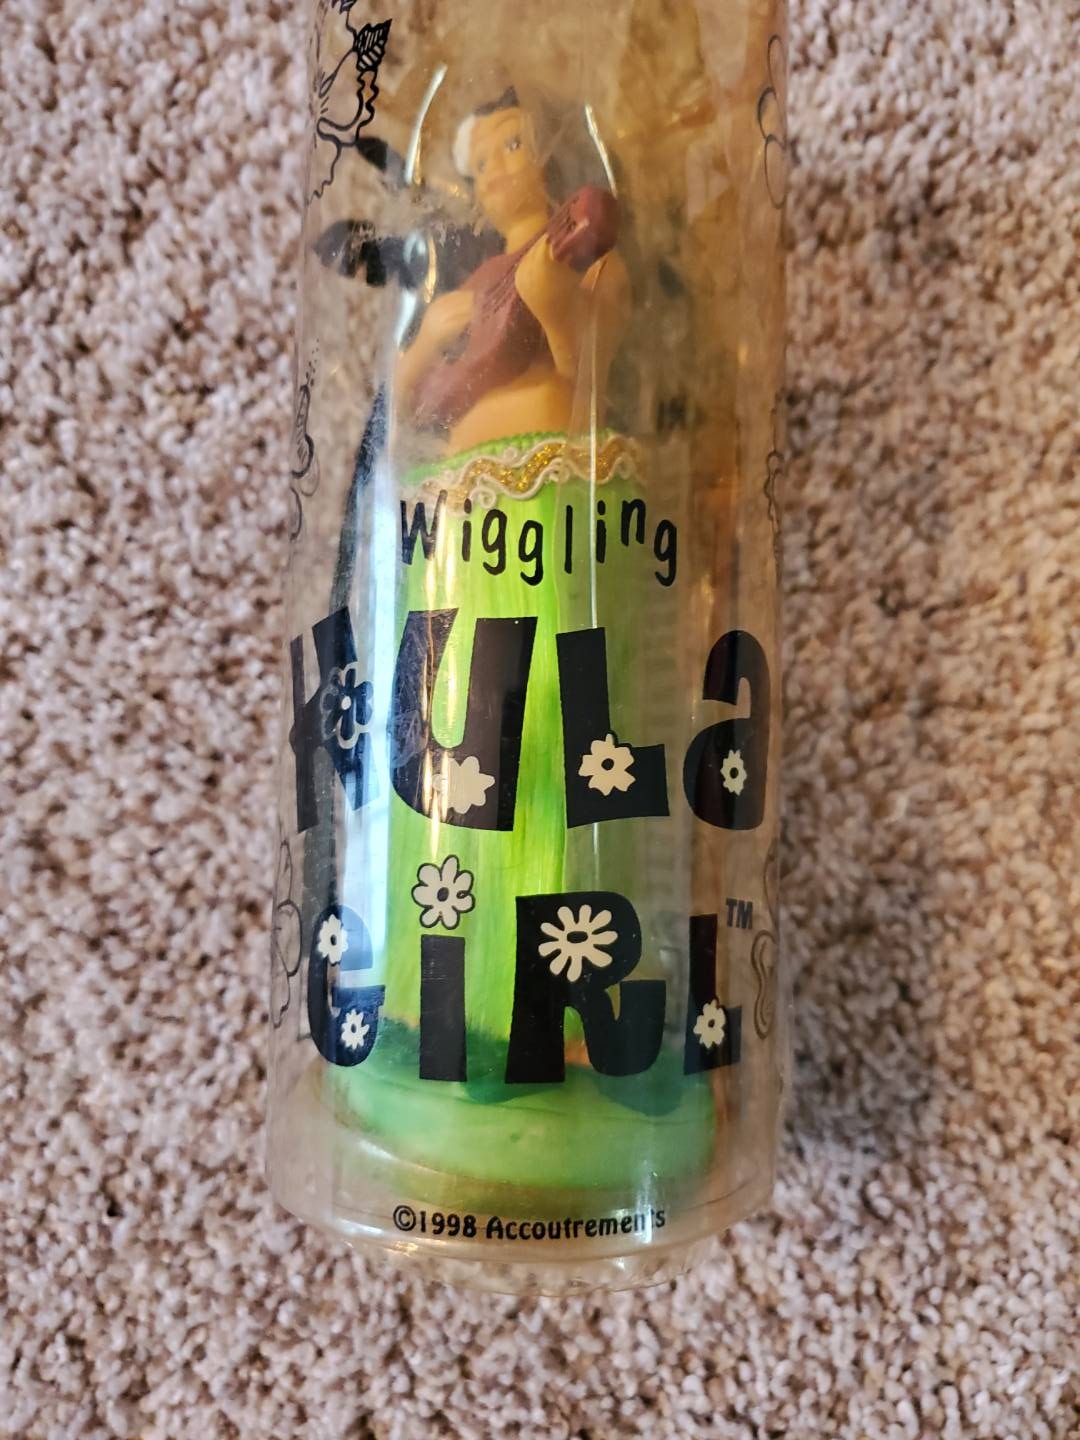 wiggling
HULa
GiRL™
©1998 Accoutrements